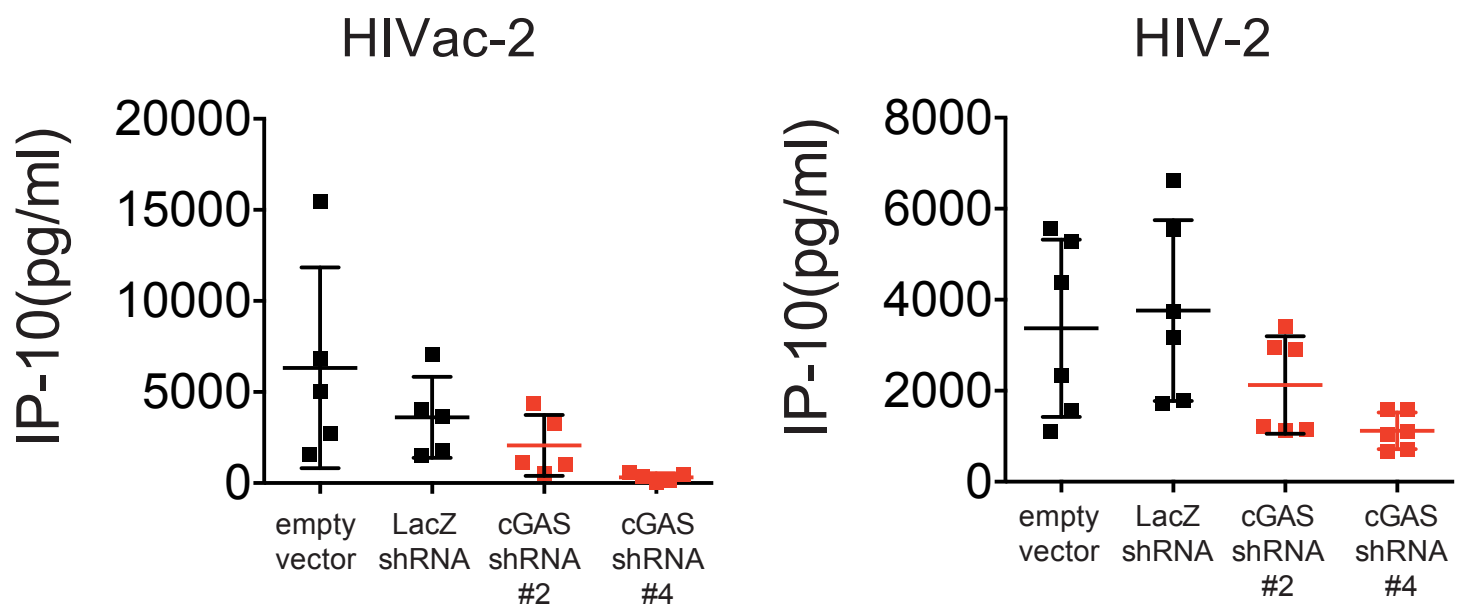 HIVac-2
IP-10(pg/ml)
20000
15000
10000
5000
0
empty
vector
LacZ
shRNA
cGAS
shRNA
#2
cGAS
shRNA
#4
HIV-2
IP-10(pg/ml)
8000
6000
4000
2000
0
empty
vector
LacZ
shRNA
cGAS
shRNA
#2
cGAS
shRNA
#4